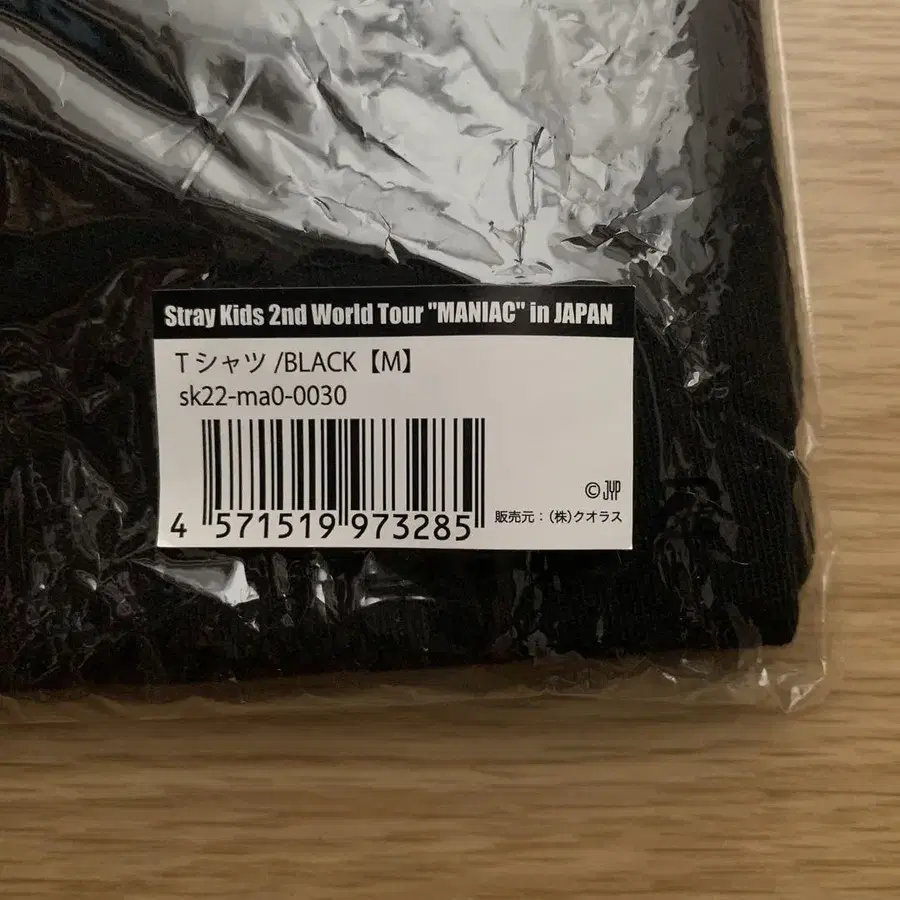 Stray Kids 2nd World Tour "MANIAC" in JAPAN
Tシャツ /BLACK【M】
sk22-ma0-0030
©JYP
4 571519 973285
販売元：(株)クオラス